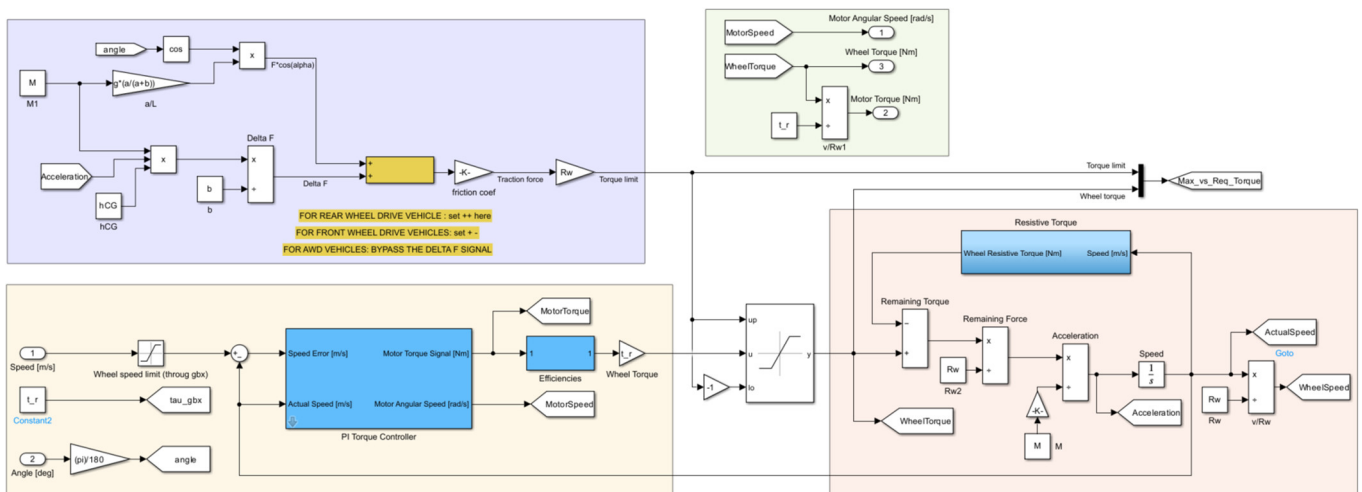 angle
cos
x
F*cos(alpha)
M
M1
g*(a/(a+b))
a/L
Acceleration
x
hCG
hCG
Delta F
x
÷
b
b
Delta F
+
+
-K-
friction coef
Traction force
Rw
Torque limit
FOR REAR WHEEL DRIVE VEHICLE : set ++ here
FOR FRONT WHEEL DRIVE VEHICLES: set + -
FOR AWD VEHICLES: BYPASS THE DELTA F SIGNAL
Motor Angular Speed [rad/s]
MotorSpeed
1
Wheel Torque [Nm]
WheelTorque
3
Motor Torque [Nm]
x
÷
2
t_r
v/Rw1
Torque limit
Wheel torque
Max_vs_Req_Torque
1
Speed [m/s]
Wheel speed limit (throug gbx)
+
-
Speed Error [m/s]
Actual Speed [m/s]
Motor Torque Signal [Nm]
Motor Angular Speed [rad/s]
PI Torque Controller
MotorTorque
1
1
Efficiencies
t_r
Wheel Torque
MotorSpeed
t_r
Constant2
tau_gbx
2
Angle [deg]
(pi)/180
angle
up
u
lo
y
-1
WheelTorque
Resistive Torque
Wheel Resistive Torque [Nm]
Speed [m/s]
Remaining Torque
-
+
Remaining Force
x
÷
Rw
Rw2
Acceleration
x
÷
-K-
M
M
Acceleration
Speed
1
s
ActualSpeed
Goto
x
÷
Rw
Rw
v/Rw
WheelSpeed